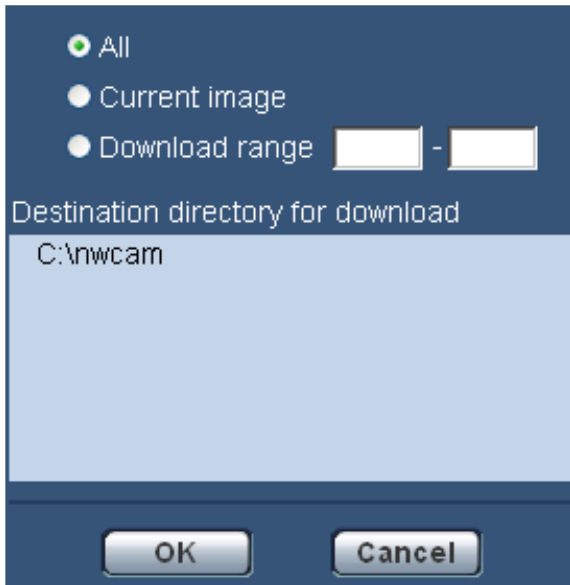 All
Current image
Download range -
Destination directory for download
C:\nwcam
OK Cancel